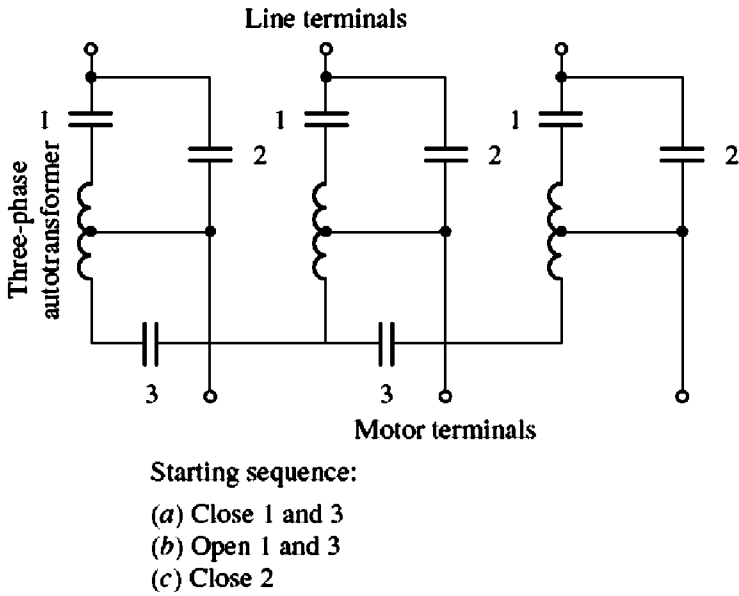 Line terminals
1
1
1
2
2
2
Three-phase
autotransformer
3
3
Motor terminals
Starting sequence:
(a) Close 1 and 3
(b) Open 1 and 3
(c) Close 2